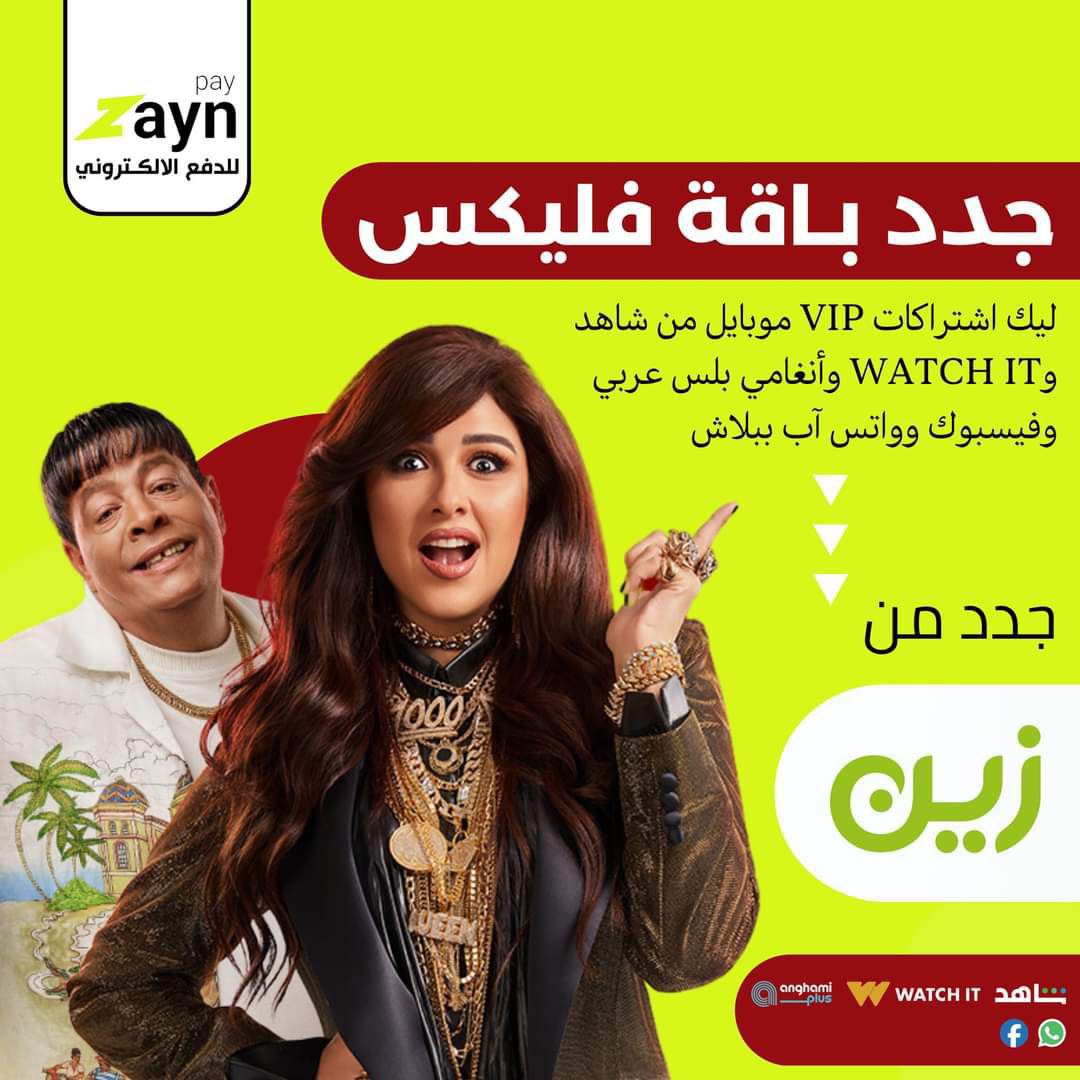 pay
zayn
للدفع الالكتروني
جدد باقة فليكس
ليك اشتراكات VIP موبايل من شاهد
وWATCH IT وأنغامي بلس عربي
وفيسبوك وواتس آب ببلاش
جدد من
زين
1000
QUEEN
anghami plus WATCH IT شاهد